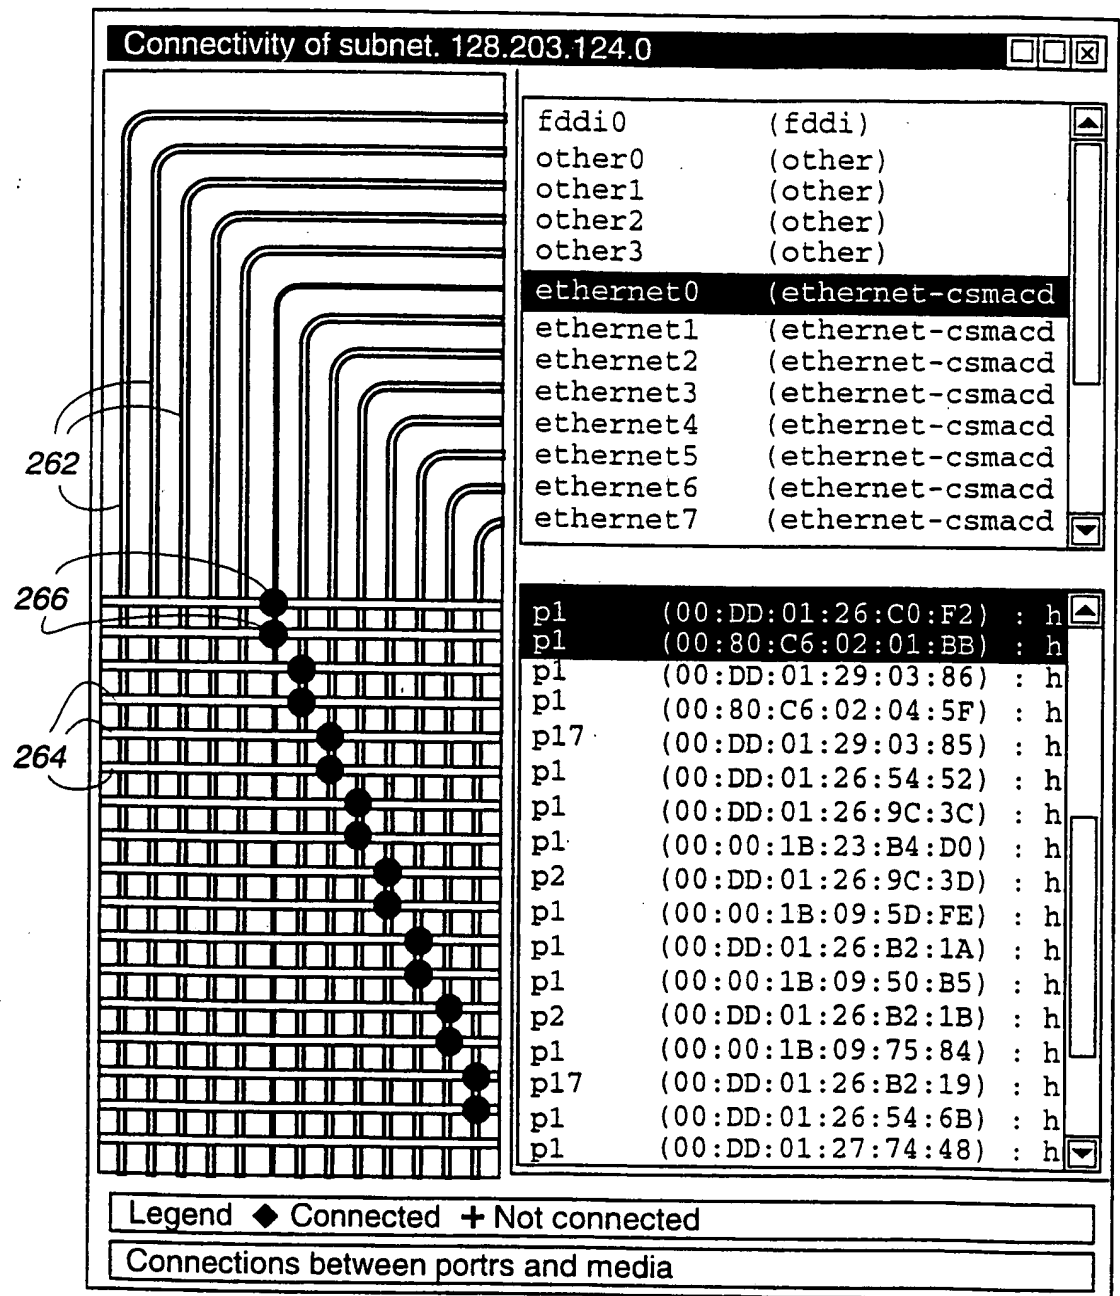 Connectivity of subnet. 128.203.124.0
fddi0 (fddi)
other0 (other)
other1 (other)
other2 (other)
other3 (other)
ethernet0 (ethernet-csmacd
ethernet1 (ethernet-csmacd
ethernet2 (ethernet-csmacd
ethernet3 (ethernet-csmacd
ethernet4 (ethernet-csmacd
ethernet5 (ethernet-csmacd
ethernet6 (ethernet-csmacd
ethernet7 (ethernet-csmacd
262
266
264
p1 (00:DD:01:26:C0:F2) : h
p1 (00:80:C6:02:01:BB) : h
p1 (00:DD:01:29:03:86) : h
p1 (00:80:C6:02:04:5F) : h
p17 (00:DD:01:29:03:85) : h
p1 (00:DD:01:26:54:52) : h
p1 (00:DD:01:26:9C:3C) : h
p1 (00:00:1B:23:B4:D0) : h
p2 (00:DD:01:26:9C:3D) : h
p1 (00:00:1B:09:5D:FE) : h
p1 (00:DD:01:26:B2:1A) : h
p1 (00:00:1B:09:50:B5) : h
p2 (00:DD:01:26:B2:1B) : h
p1 (00:00:1B:09:75:84) : h
p17 (00:DD:01:26:B2:19) : h
p1 (00:DD:01:26:54:6B) : h
p1 (00:DD:01:27:74:48) : h
Legend ◆ Connected + Not connected
Connections between portrs and media